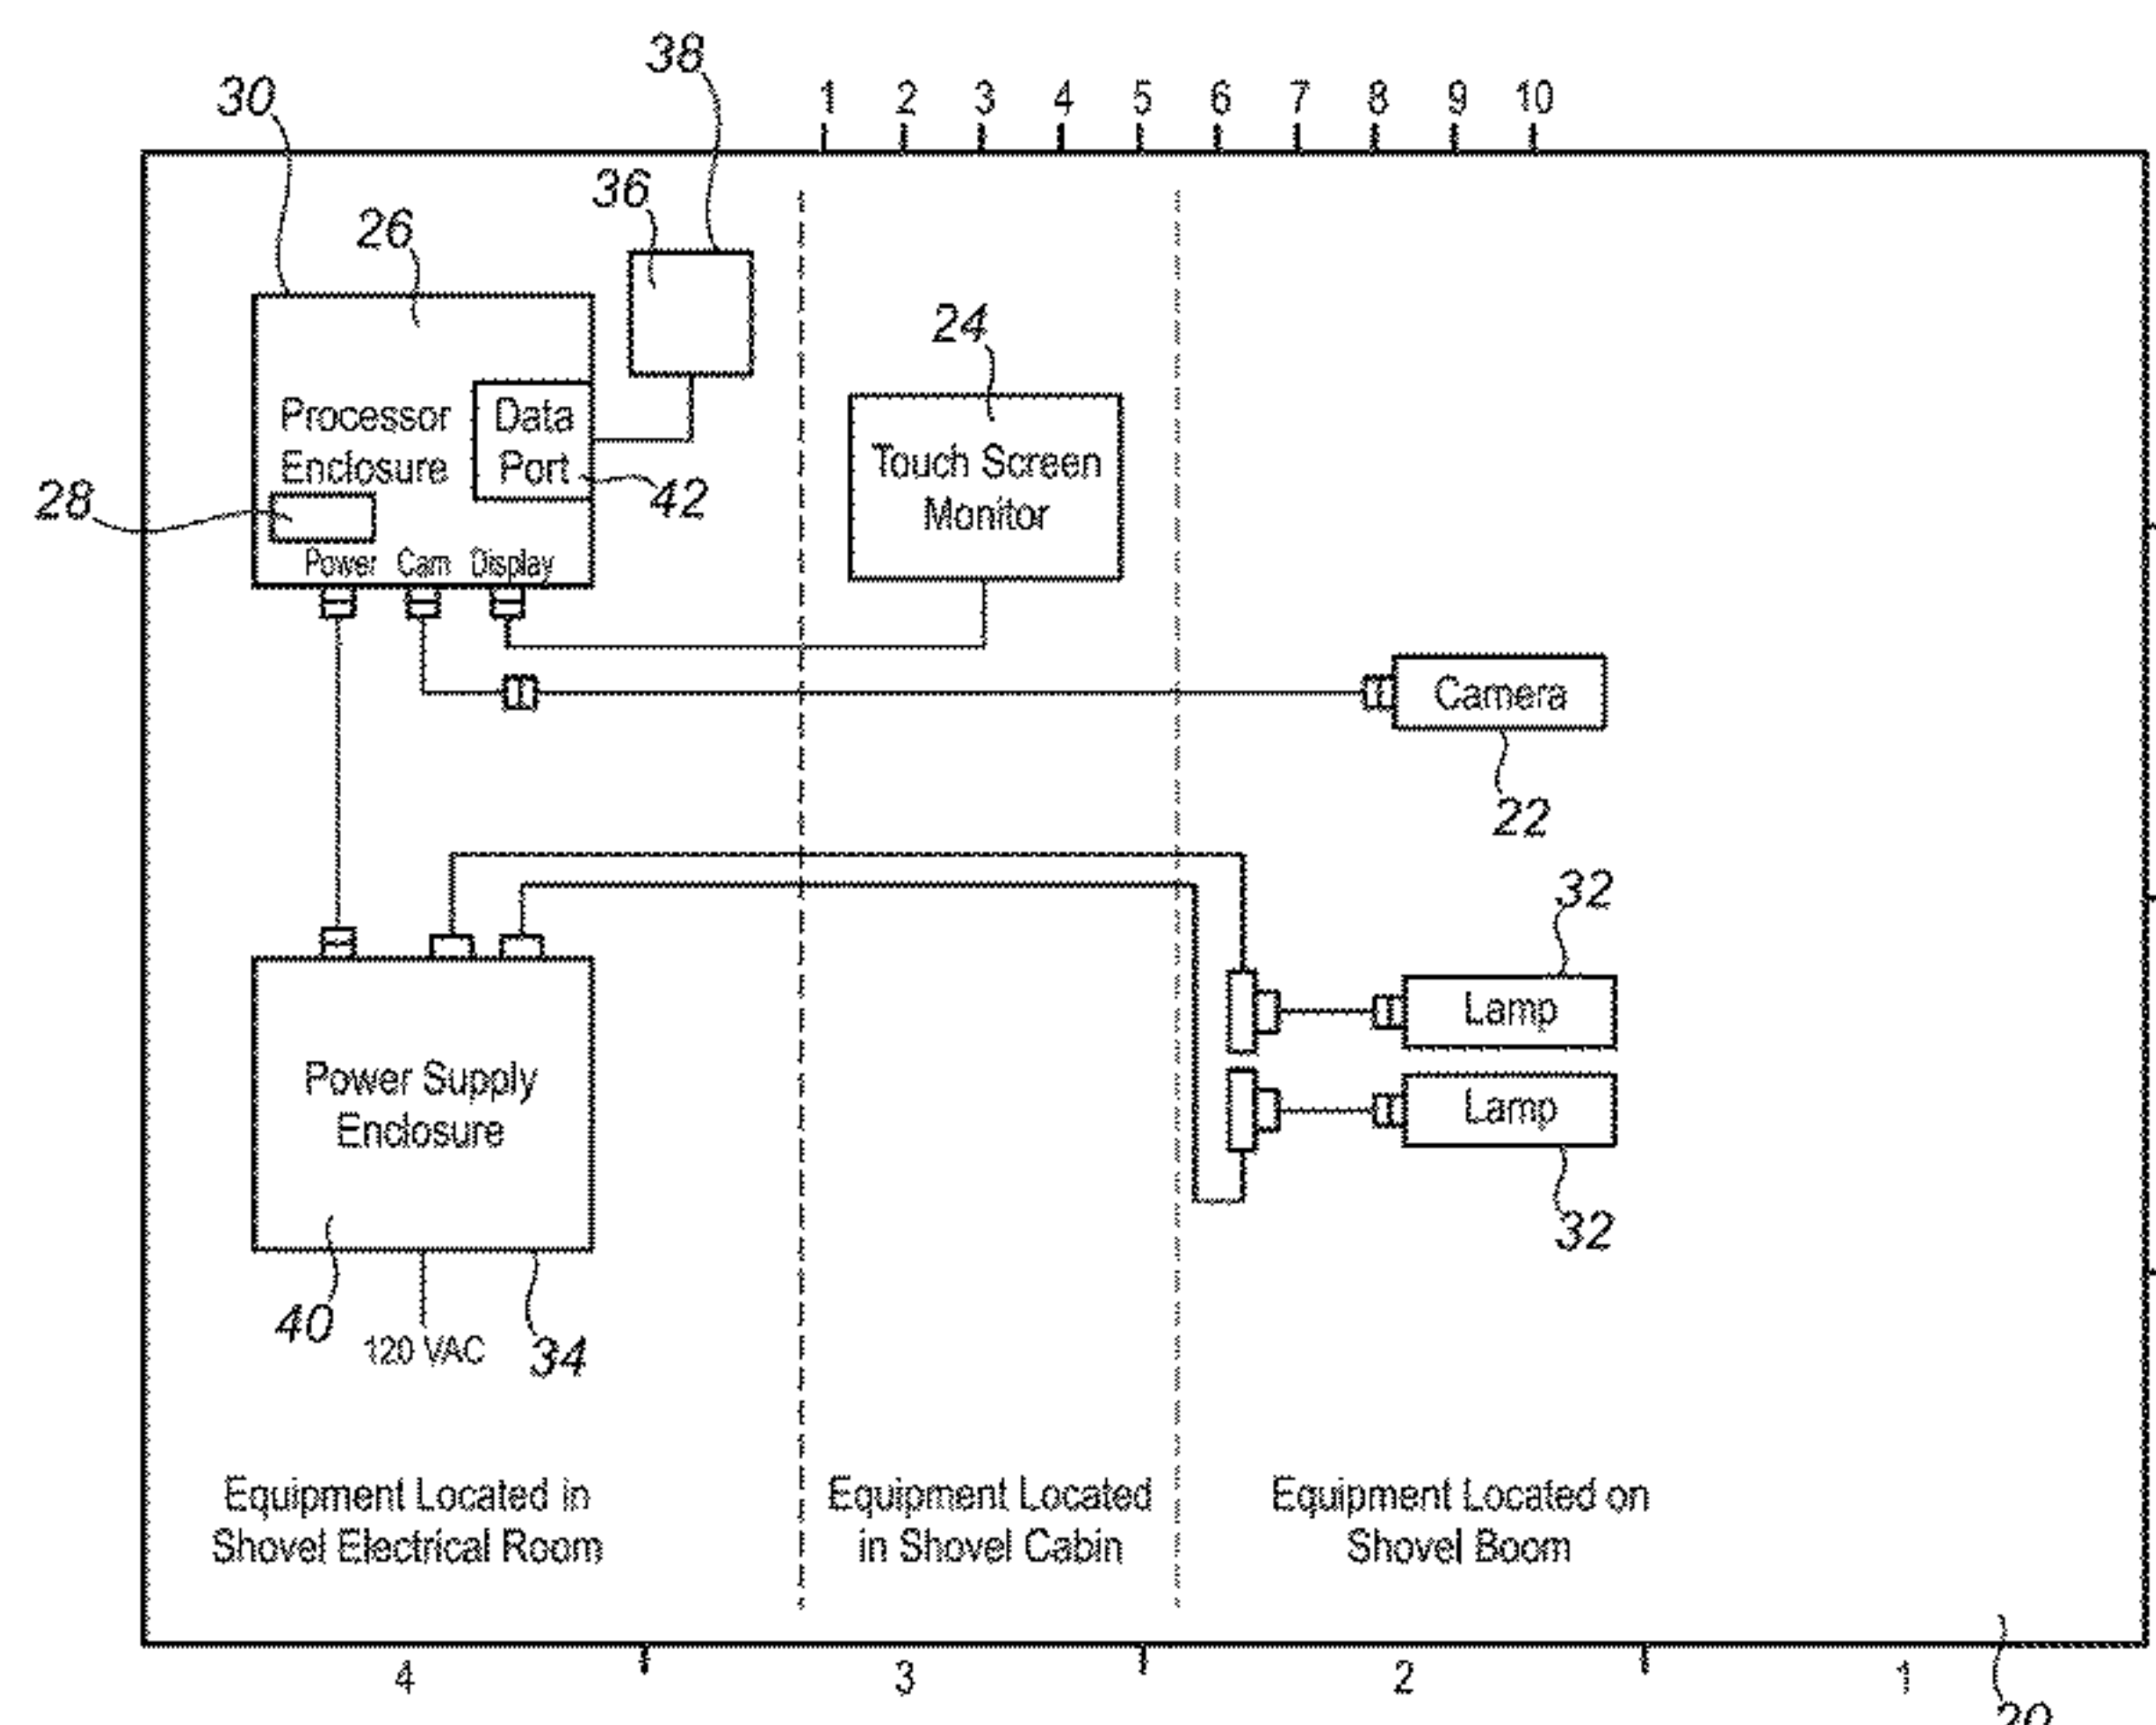 38
30
1 2 3 4 5 6 7 8 9 10
36
26
24
Processor
Enclosure
Data
Port
Touch Screen
Monitor
28
42
Power Cam Display
Camera
22
32
Lamp
Power Supply
Enclosure
Lamp
32
40
120 VAC
34
Equipment Located in
Shovel Electrical Room
Equipment Located
in Shovel Cabin
Equipment Located on
Shovel Boom
4 3 2 1
20